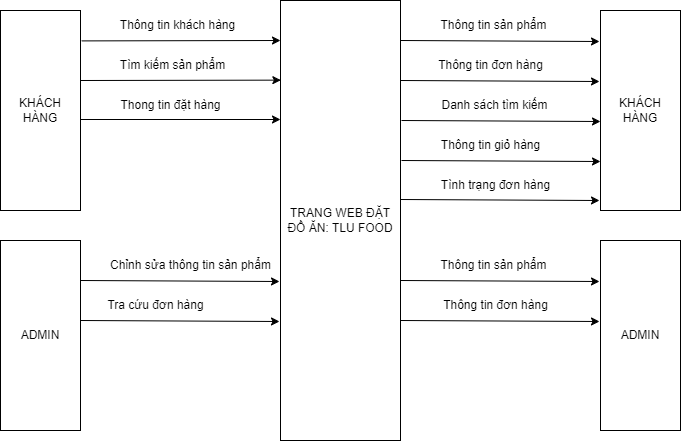 Thông tin khách hàng
Tìm kiếm sản phẩm
Thong tin đặt hàng
KHÁCH
HÀNG
Chỉnh sửa thông tin sản phẩm
Tra cứu đơn hàng
ADMIN
TRANG WEB ĐẶT
ĐỒ ĂN: TLU FOOD
Thông tin sản phẩm
Thông tin đơn hàng
Danh sách tìm kiếm
Thông tin giỏ hàng
Tình trạng đơn hàng
KHÁCH
HÀNG
Thông tin sản phẩm
Thông tin đơn hàng
ADMIN